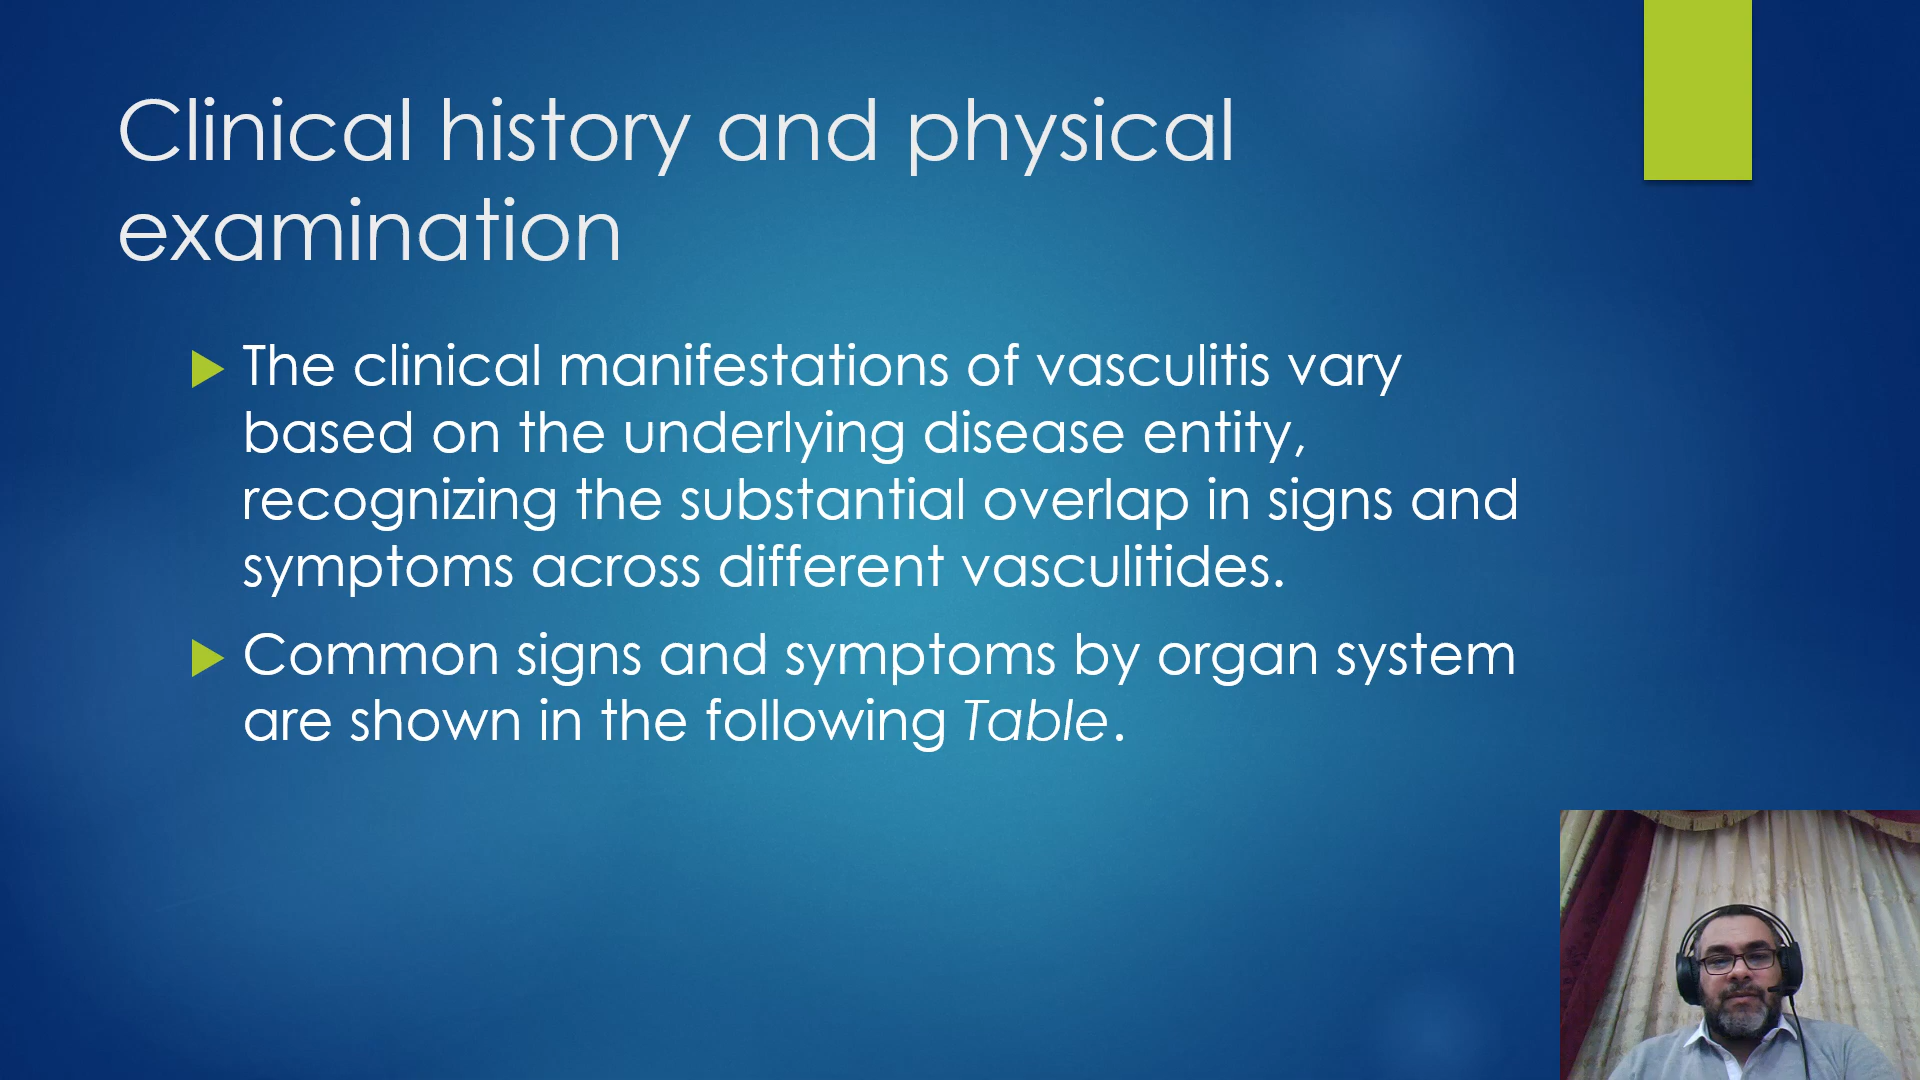 Clinical history and physical
examination
The clinical manifestations of vasculitis vary
based on the underlying disease entity,
recognizing the substantial overlap in signs and
symptoms across different vasculitides.
Common signs and symptoms by organ system
are shown in the following Table.